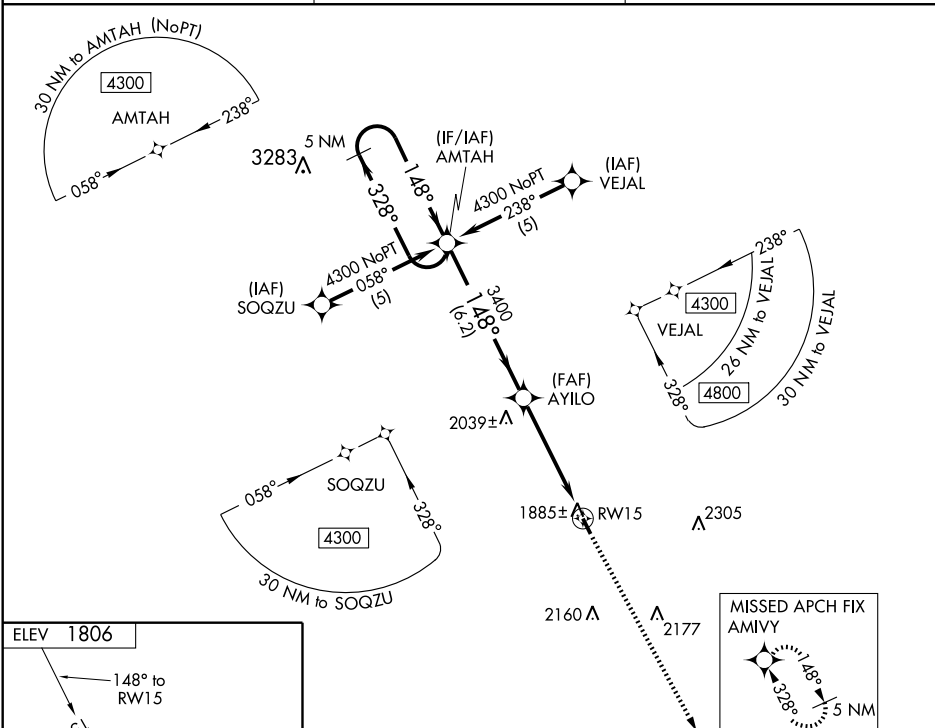 30 NM to AMTAH (NoPT)
4300
AMTAH
238°
058°
3283
5 NM
(IF/IAF)
AMTAH
148°
328°
4300 NoPT
238°
(5)
(IAF)
VEJAL
4300 NoPT
058°
(5)
(IAF)
SOQZU
3400
148°
(6.2)
238°
4300
VEJAL
26 NM to VEJAL
30 NM to VEJAL
4800
328°
(FAF)
AYILO
2039±
058°
SOQZU
328°
4300
30 NM to SOQZU
1885±
RW15
2305
2160
2177
MISSED APCH FIX
AMIVY
148°
328°
5 NM
ELEV 1806
148° to
RW15